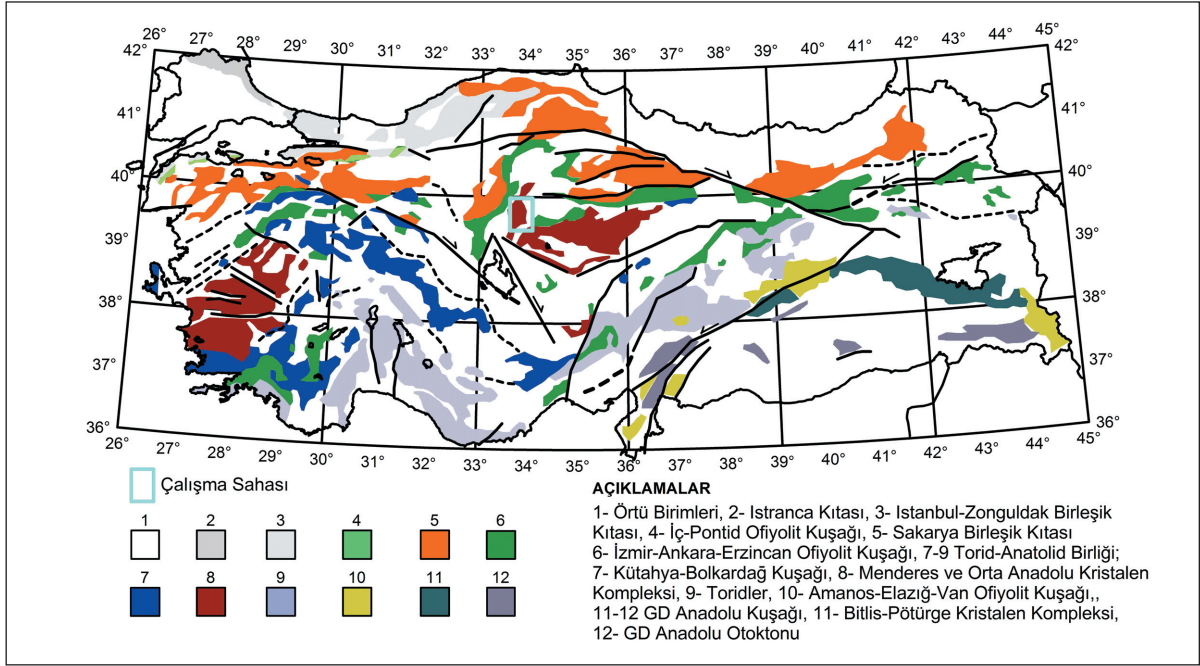 26° 27° 28° 29° 30° 31° 32° 33° 34° 35° 36° 37° 38° 39° 40° 41° 42° 43° 44° 45°
42° 42°
41° 41°
40° 40°
39° 39°
38° 38°
37° 37°
36° 36°
26° 27° 28° 29° 30° 31° 32° 33° 34° 35° 36° 37° 38° 39° 40° 41° 42° 43° 44° 45°
Çalışma Sahası
1 2 3 4 5 6
7 8 9 10 11 12
AÇIKLAMALAR
1- Örtü Birimleri, 2- Istranca Kıtası, 3- Istanbul-Zonguldak Birleşik
Kıtası, 4- İç-Pontid Ofiyolit Kuşağı, 5- Sakarya Birleşik Kıtası
6- İzmir-Ankara-Erzincan Ofiyolit Kuşağı, 7-9 Torid-Anatolid Birliği;
7- Kütahya-Bolkardağ Kuşağı, 8- Menderes ve Orta Anadolu Kristalen
Kompleksi, 9- Toridler, 10- Amanos-Elazığ-Van Ofiyolit Kuşağı,,
11-12 GD Anadolu Kuşağı, 11- Bitlis-Pötürge Kristalen Kompleksi,
12- GD Anadolu Otoktonu